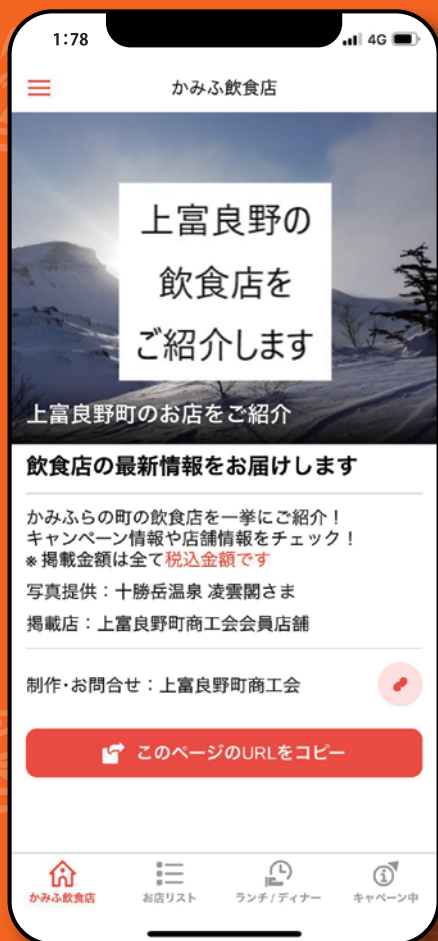 1:78
4G
かみふ飲食店
上富良野の
飲食店を
ご紹介します
上富良野町のお店をご紹介
飲食店の最新情報をお届けします
かみふらの町の飲食店を一挙にご紹介！
キャンペーン情報や店舗情報をチェック！
※掲載金額は全て税込金額です
写真提供：十勝岳温泉 凌雲閣さま
掲載店：上富良野町商工会会員店舗
制作・お問合せ：上富良野町商工会
このページのURLをコピー
かみふ飲食店
お店リスト
ランチ/ディナー
キャペーン中